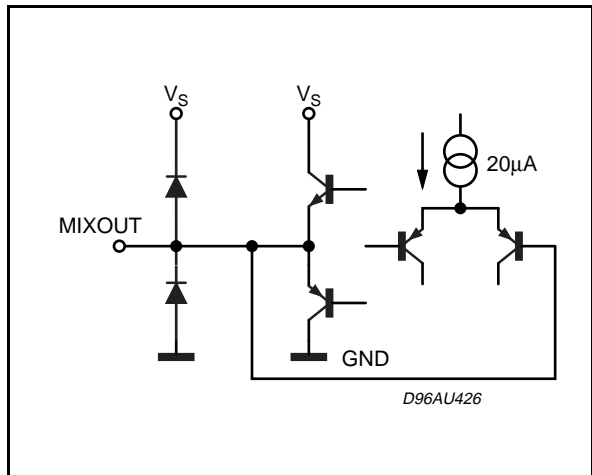 V_S V_S
20µA
MIXOUT
GND
D96AU426